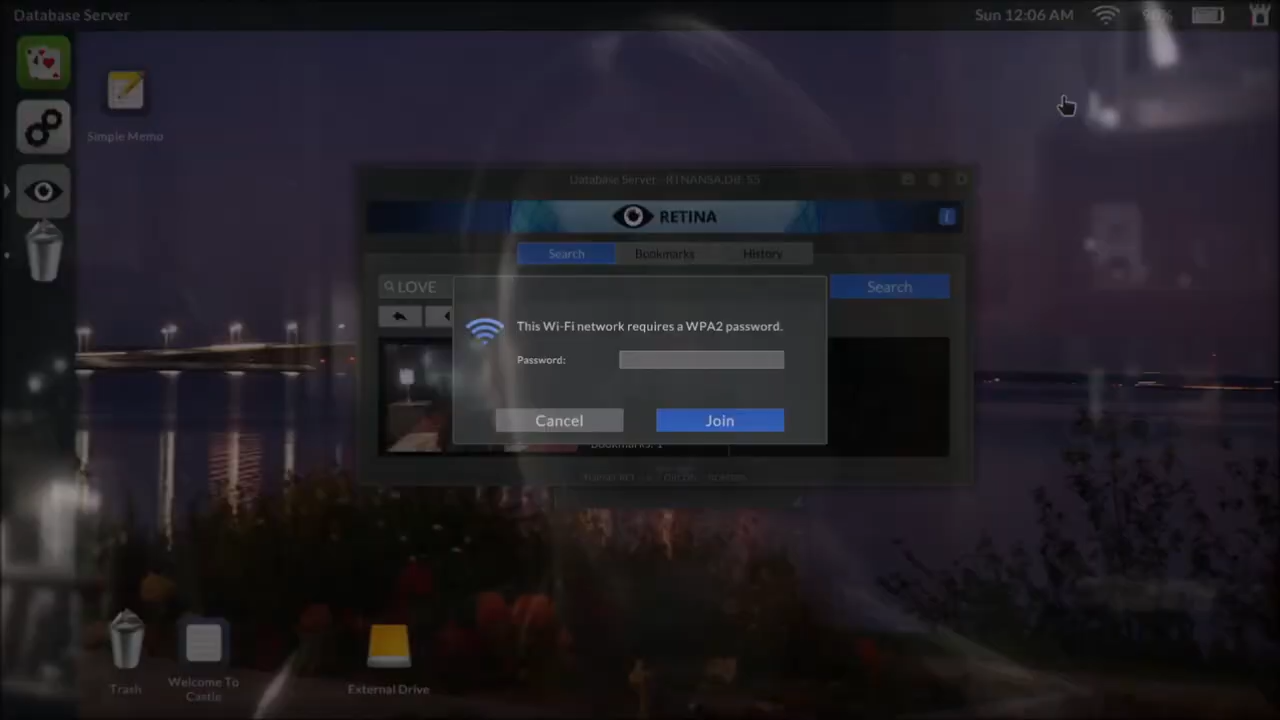 Database Server
Sun 12:06 AM
Simple Memo
RETINA
Search
Bookmarks
History
LOVE
Search
This Wi-Fi network requires a WPA2 password.
Password:
Cancel
Join
Trash
Welcome To
Castle
External Drive